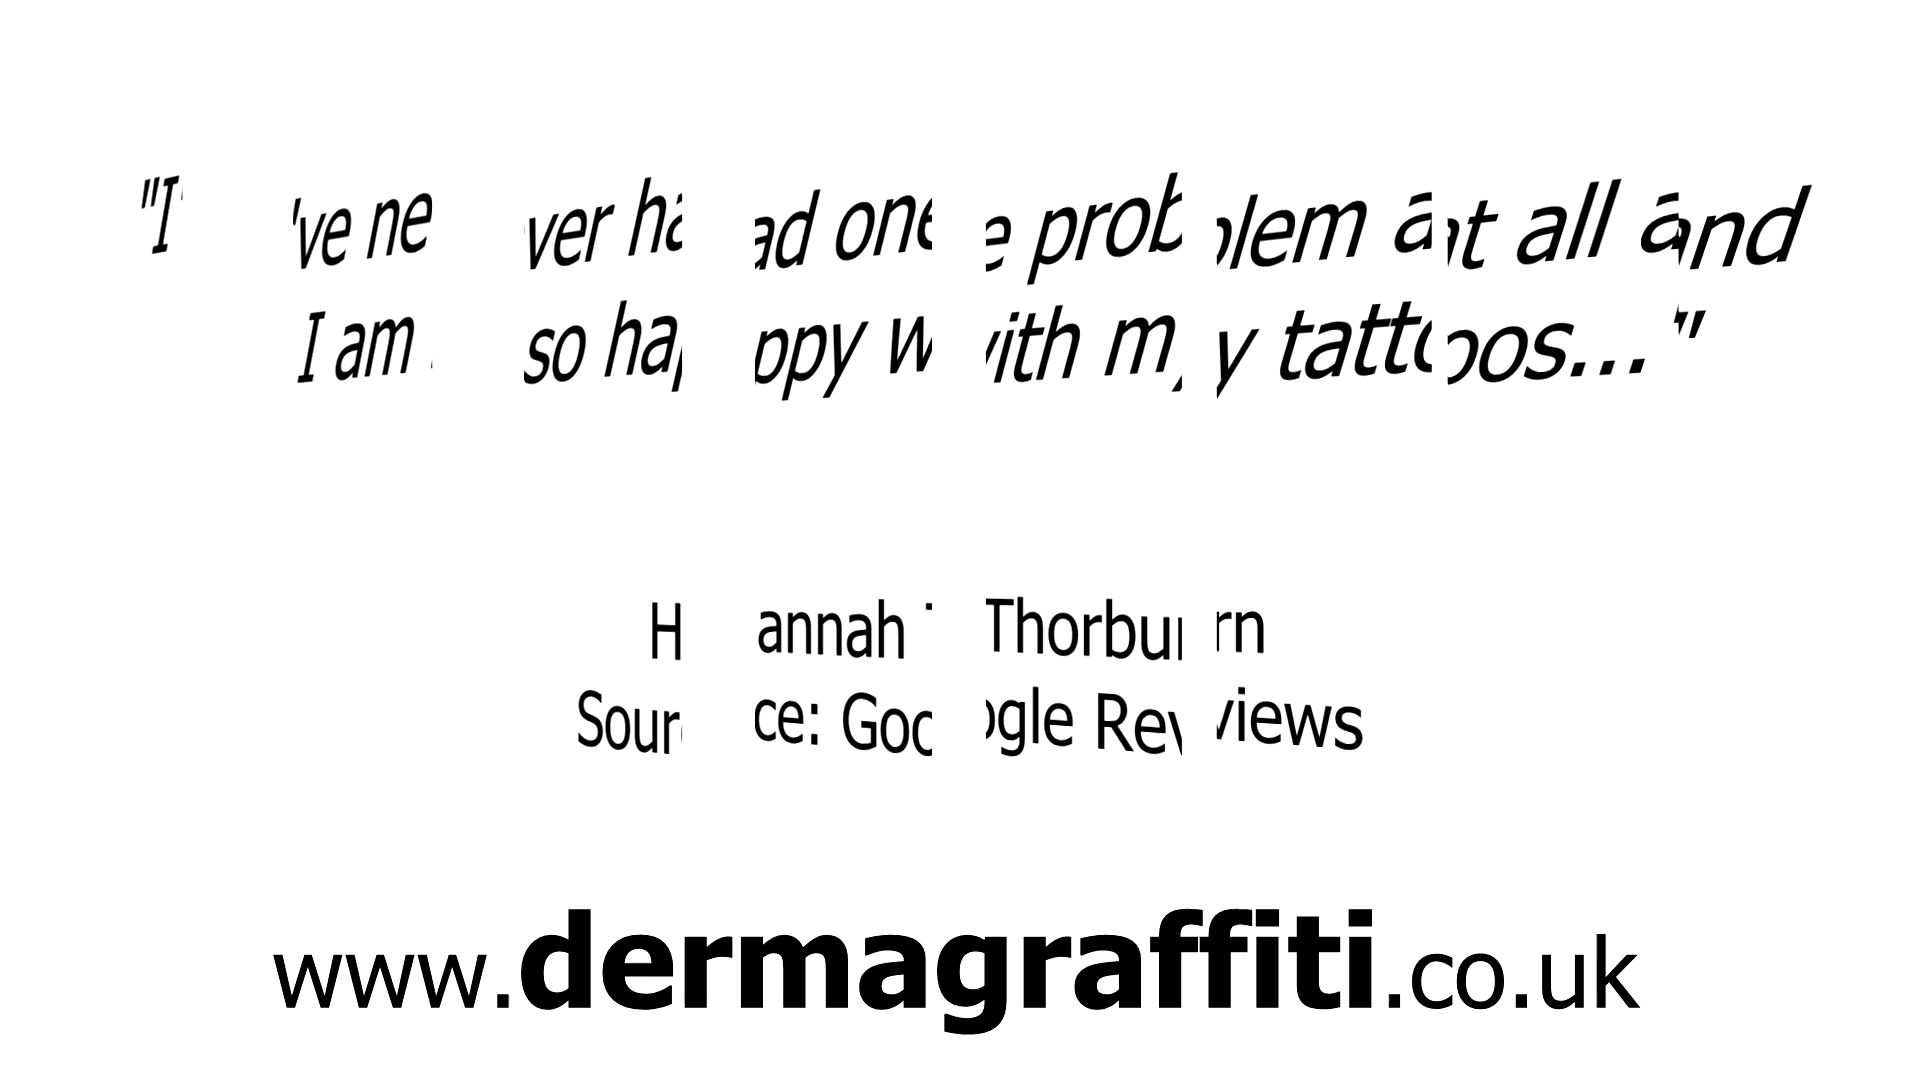 "I've never had one problem at all and
I am so happy with my tattoos..."
Hannah Thorburn
Source: Google Reviews
www.dermagraffiti.co.uk